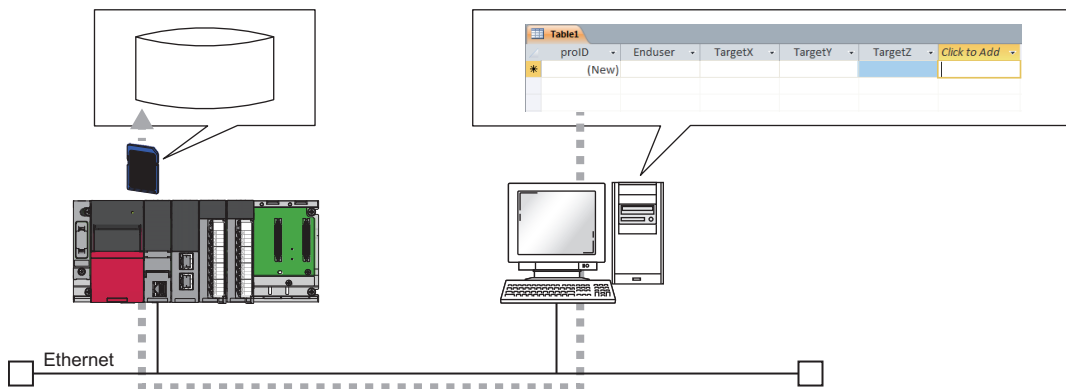 Table1
proID Enduser TargetX TargetY TargetZ Click to Add
(New)
Ethernet